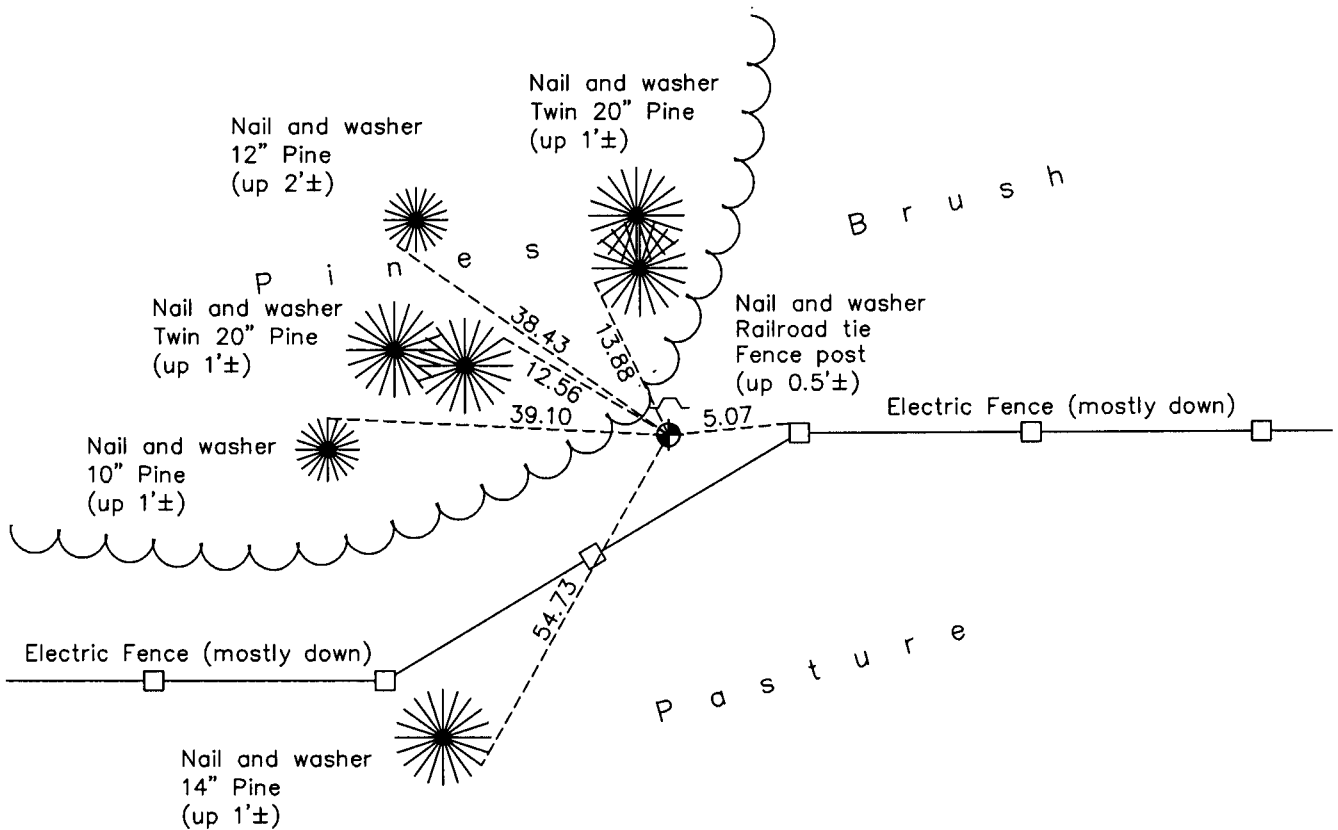 Nail and washer
Twin 20" Pine
(up 1'±)
Nail and washer
12" Pine
(up 2'±)
Brush
Pines
Nail and washer
Twin 20" Pine
(up 1'±)
38.43
13.88
12.56
39.10
5.07
Nail and washer
Railroad tie
Fence post
(up 0.5'±)
Electric Fence (mostly down)
Nail and washer
10" Pine
(up 1'±)
54.73
Electric Fence (mostly down)
Pasture
Nail and washer
14" Pine
(up 1'±)